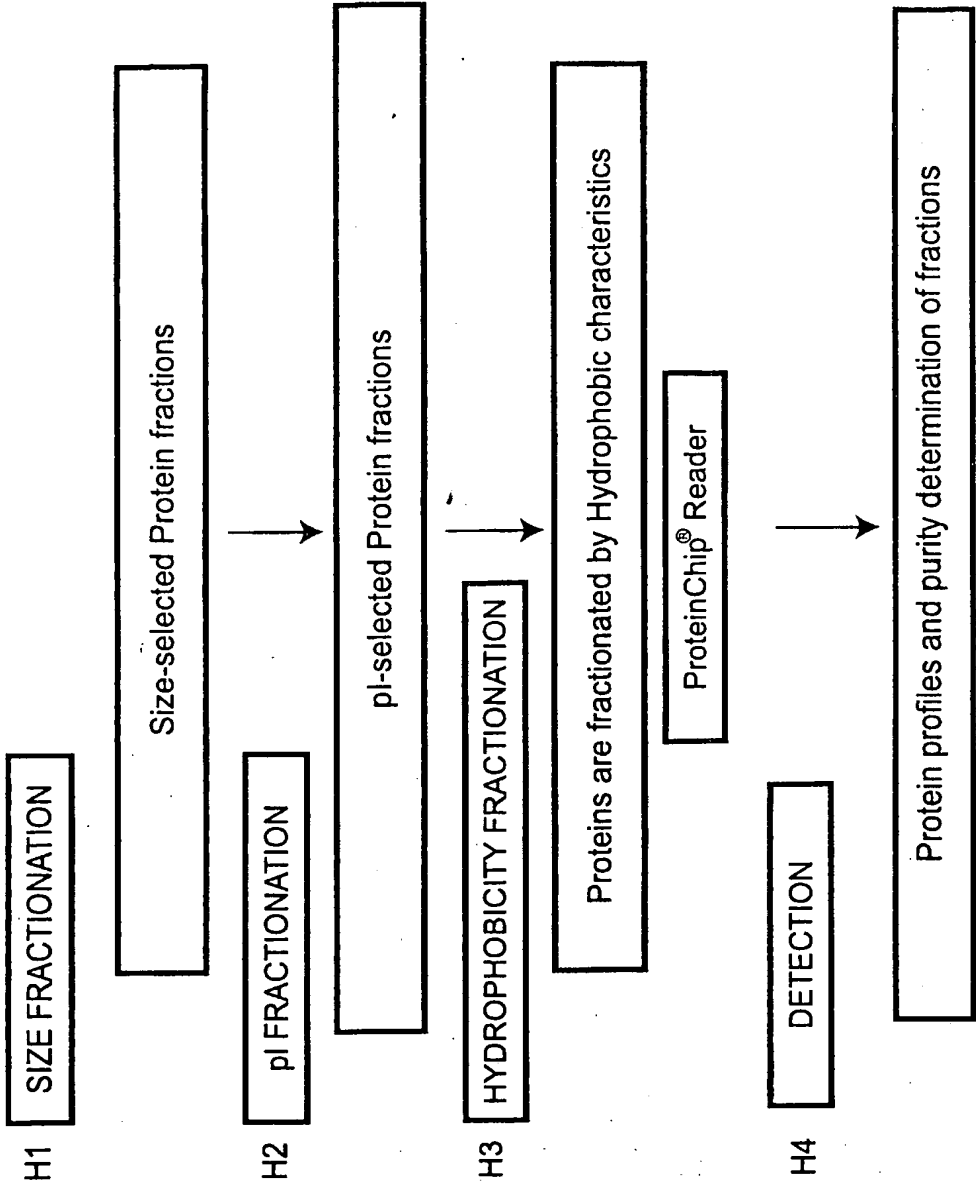 H1
SIZE FRACTIONATION
Size-selected Protein fractions
H2
pI FRACTIONATION
pI-selected Protein fractions
H3
HYDROPHOBICITY FRACTIONATION
Proteins are fractionated by Hydrophobic characteristics
ProteinChip® Reader
H4
DETECTION
Protein profiles and purity determination of fractions